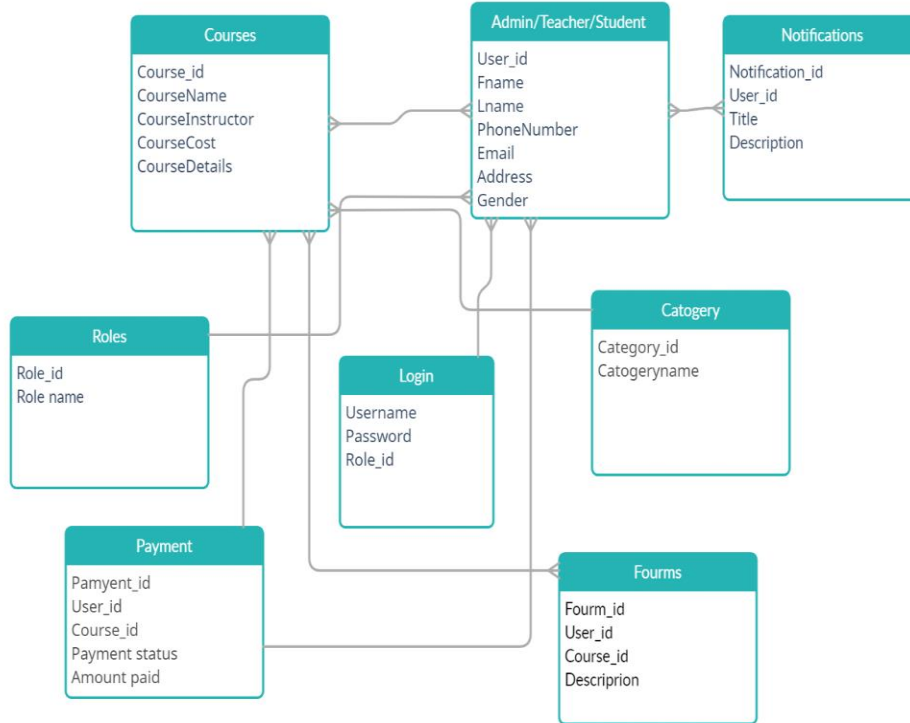 Courses
Course_id
CourseName
CourseInstructor
CourseCost
CourseDetails
Admin/Teacher/Student
User_id
Fname
Lname
PhoneNumber
Email
Address
Gender
Notifications
Notification_id
User_id
Title
Description
Roles
Role_id
Role name
Login
Username
Password
Role_id
Catogery
Category_id
Catogeryname
Payment
Pamyent_id
User_id
Course_id
Payment status
Amount paid
Fourms
Fourm_id
User_id
Course_id
Descriprion